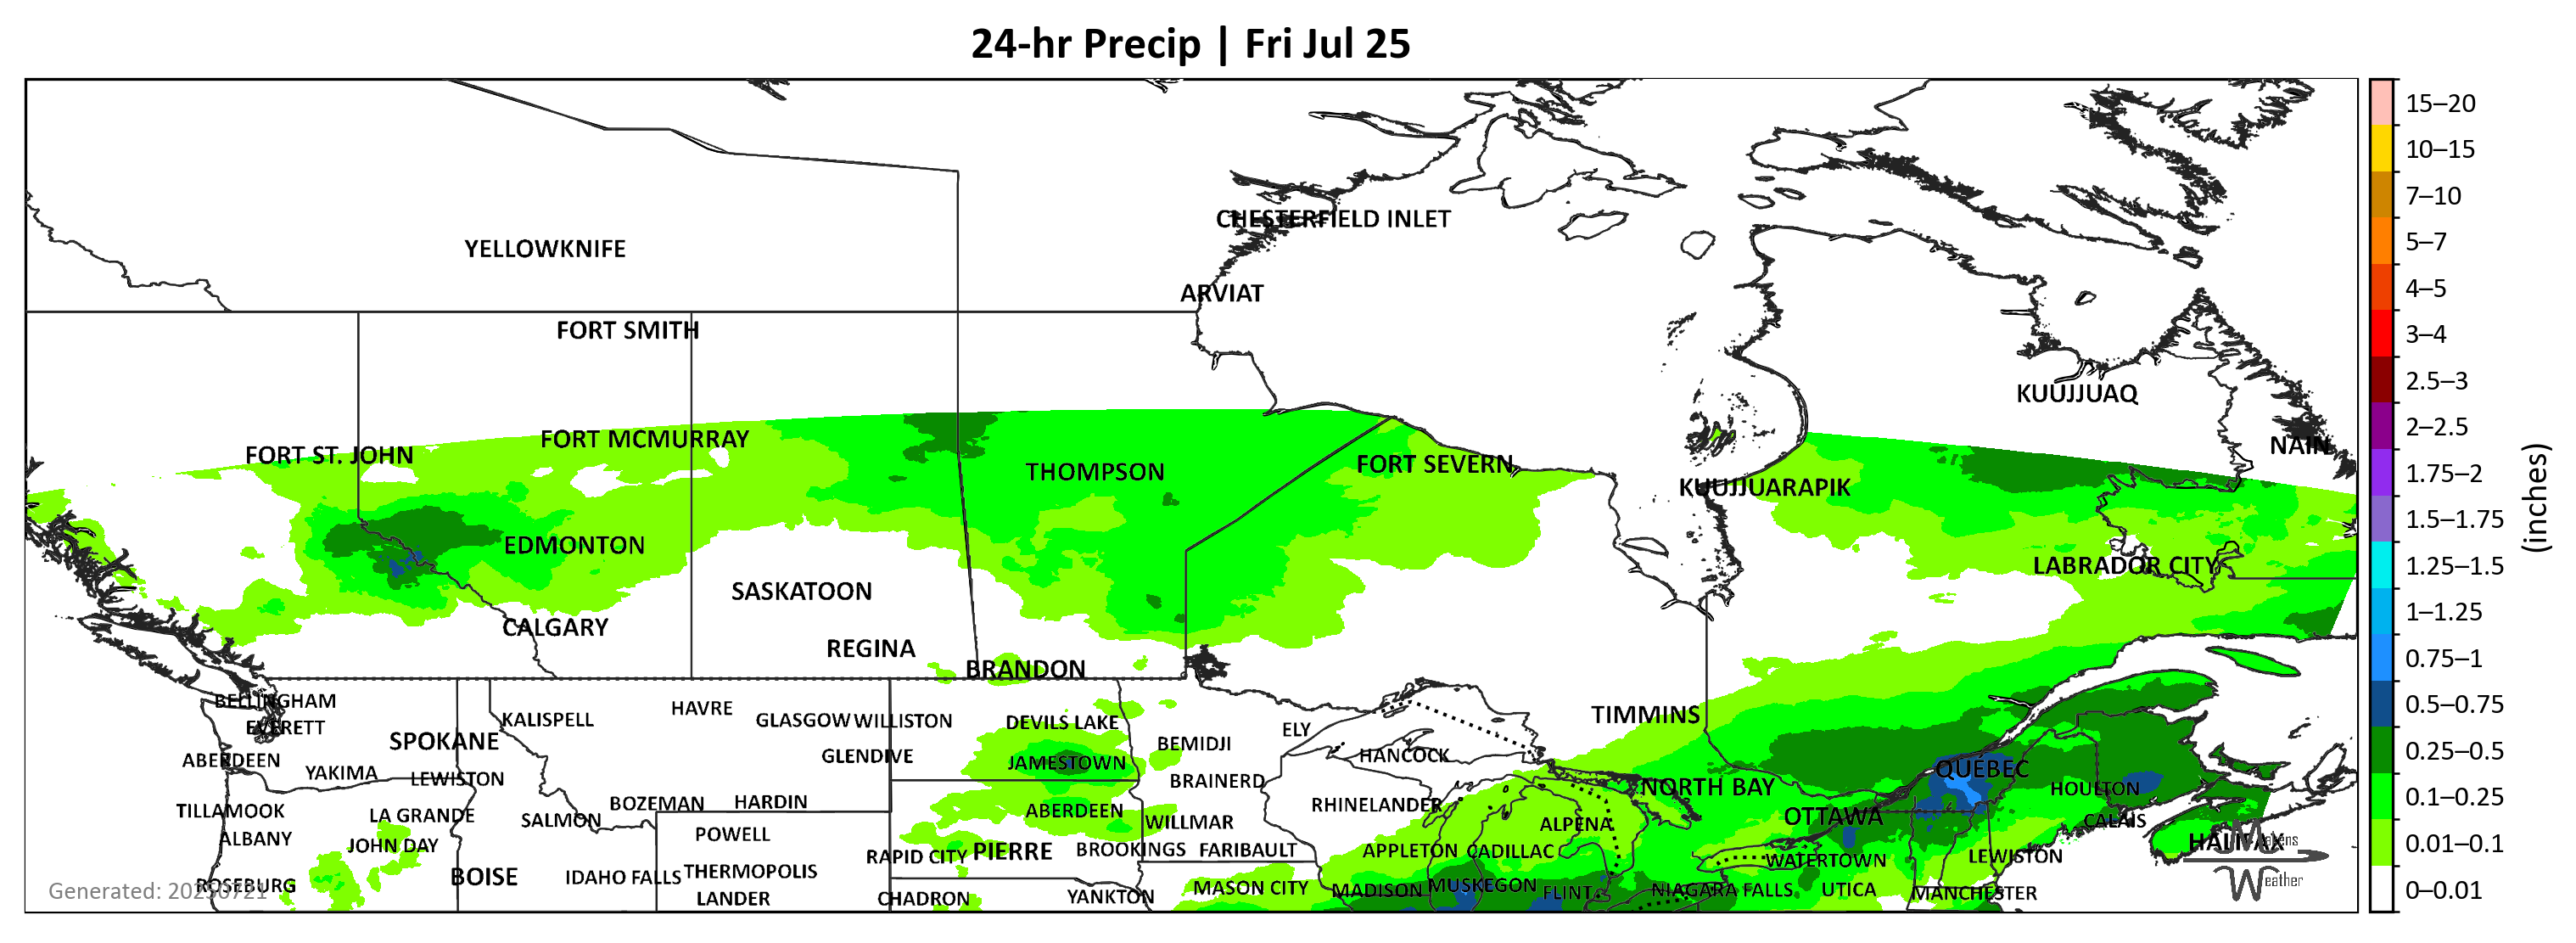 24-hr Precip | Fri Jul 25
CHESTERFIELD INLET
YELLOWKNIFE
ARVIAT
FORT SMITH
KUUJJUAQ
FORT MCMURRAY
NAIN
FORT ST. JOHN
THOMPSON
FORT SEVERN
KUUJJUARAPIK
EDMONTON
LABRADOR CITY
SASKATOON
CALGARY
REGINA
BRANDON
BELLINGHAM
HAVRE
TIMMINS
KALISPELL
GLASGOW
WILLISTON
DEVILS LAKE
EVERETT
ELY
SPOKANE
BEMIDJI
HANCOCK
GLENDIVE
ABERDEEN
JAMESTOWN
QUÉBEC
YAKIMA
LEWISTON
BRAINERD
NORTH BAY
HOULTON
BOZEMAN
HARDIN
RHINELANDER
TILLAMOOK
LA GRANDE
ABERDEEN
OTTAWA
SALMON
WILLMAR
ALPENA
CALAIS
POWELL
ALBANY
JOHN DAY
HALIFAX
RAPID CITY
PIERRE
BROOKINGS
FARIBAULT
APPLETON
CADILLAC
WATERTOWN
LEWISTON
THERMOPOLIS
BOISE
IDAHO FALLS
ROSEBURG
MASON CITY
MADISON
MUSKEGON
FLINT
NIAGARA FALLS
UTICA
MANCHESTER
LANDER
CHADRON
YANKTON
Generated: 20250721
Weather
15–20
10–15
7–10
5–7
4–5
3–4
2.5–3
2–2.5
1.75–2
1.5–1.75
1.25–1.5
1–1.25
0.75–1
0.5–0.75
0.25–0.5
0.1–0.25
0.01–0.1
0–0.01
(inches)